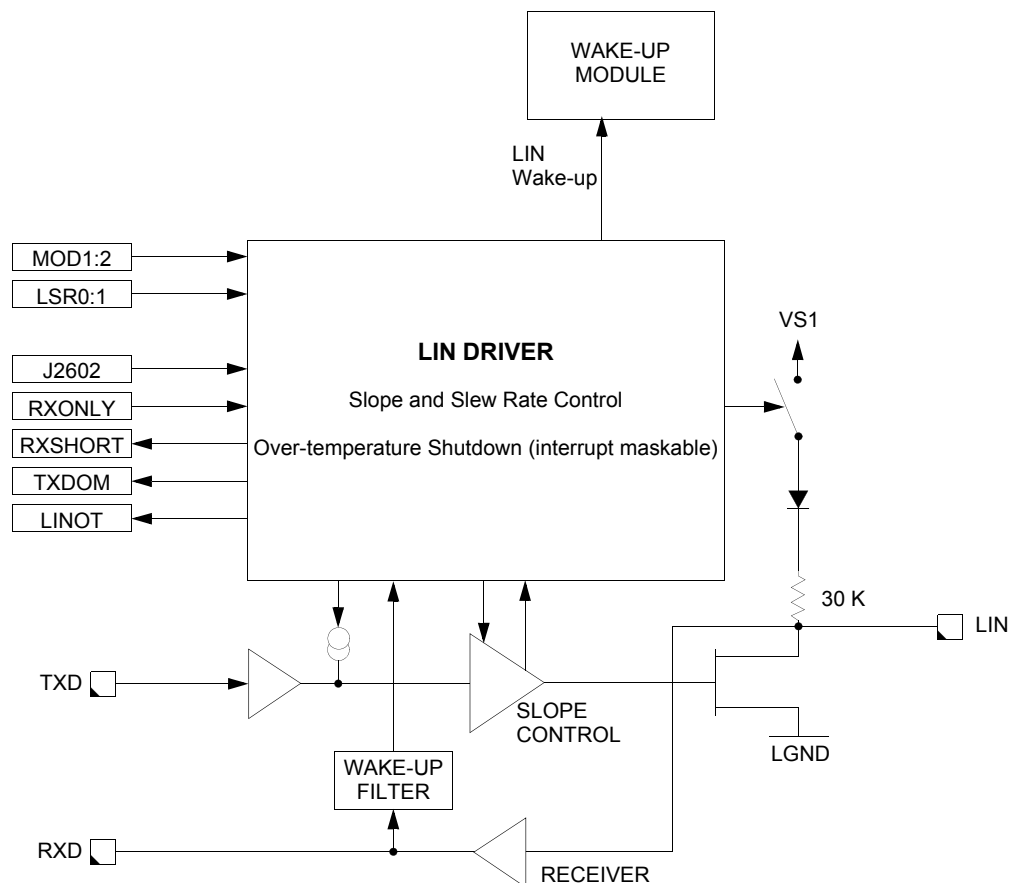 WAKE-UP
MODULE
LIN
Wake-up
MOD1:2
LSR0:1
J2602
RXONLY
RXSHORT
TXDOM
LINOT
LIN DRIVER
Slope and Slew Rate Control
Over-temperature Shutdown (interrupt maskable)
VS1
30 K
LIN
TXD
SLOPE
CONTROL
LGND
WAKE-UP
FILTER
RXD
RECEIVER